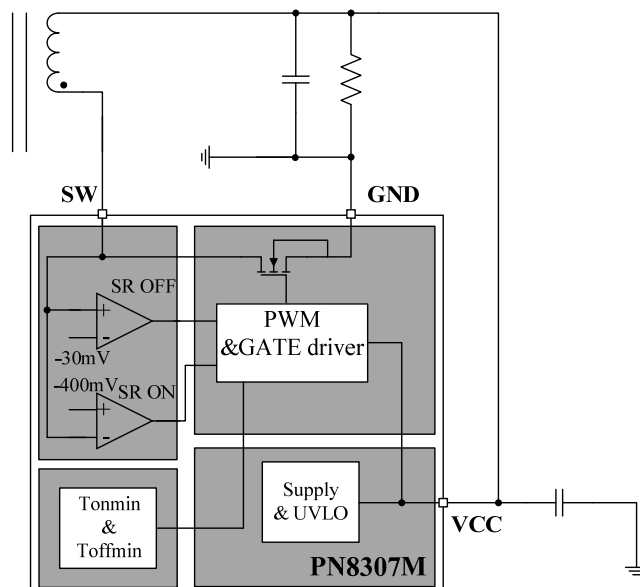 SW
GND
SR OFF
+
-
-30mV
-400mV
SR ON
+
-
PWM
&GATE driver
Tonmin
&
Toffmin
Supply
& UVLO
VCC
PN8307M